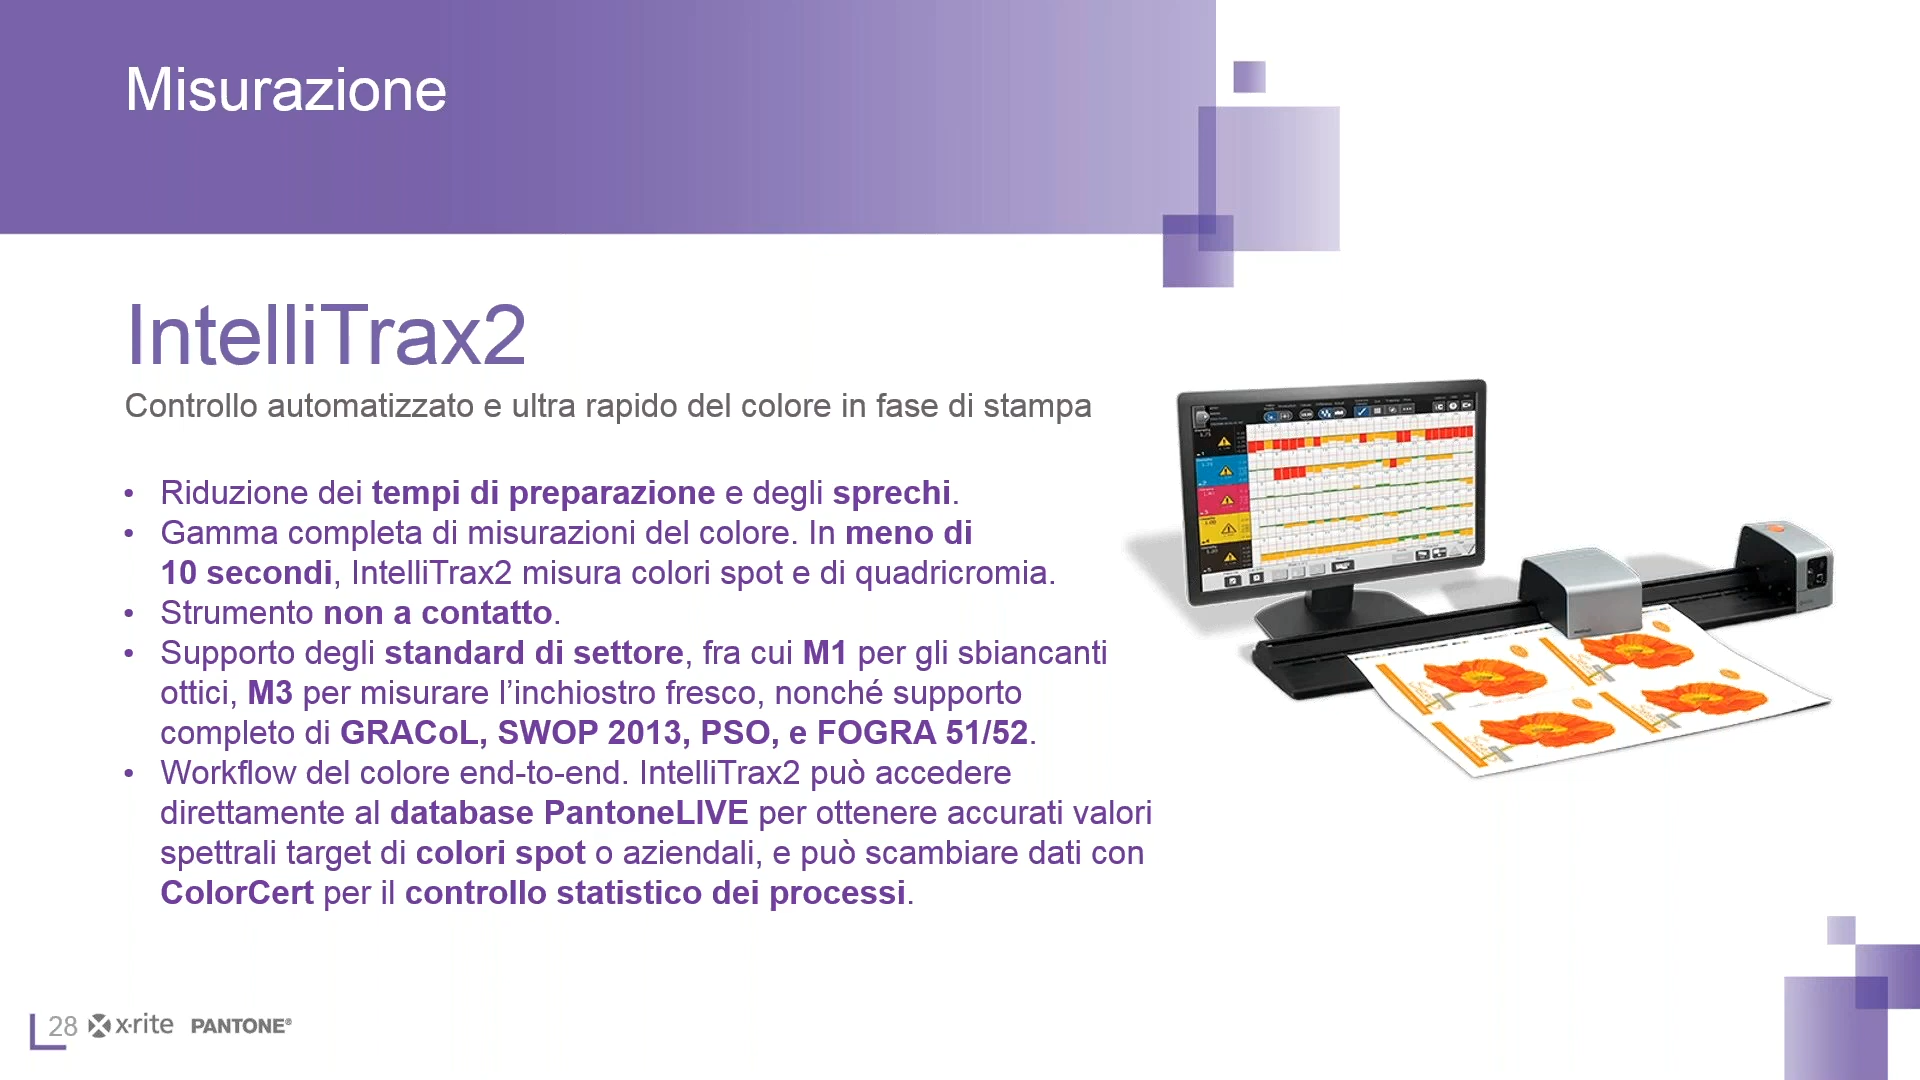 Misurazione
IntelliTrax2
Controllo automatizzato e ultra rapido del colore in fase di stampa
• Riduzione dei tempi di preparazione e degli sprechi.
• Gamma completa di misurazioni del colore. In meno di
10 secondi, IntelliTrax2 misura colori spot e di quadricromia.
• Strumento non a contatto.
• Supporto degli standard di settore, fra cui M1 per gli sbiancanti
ottici, M3 per misurare l’inchiostro fresco, nonché supporto
completo di GRACoL, SWOP 2013, PSO, e FOGRA 51/52.
• Workflow del colore end-to-end. IntelliTrax2 può accedere
direttamente al database PantoneLIVE per ottenere accurati valori
spettrali target di colori spot o aziendali, e può scambiare dati con
ColorCert per il controllo statistico dei processi.
28 x·rite PANTONE®